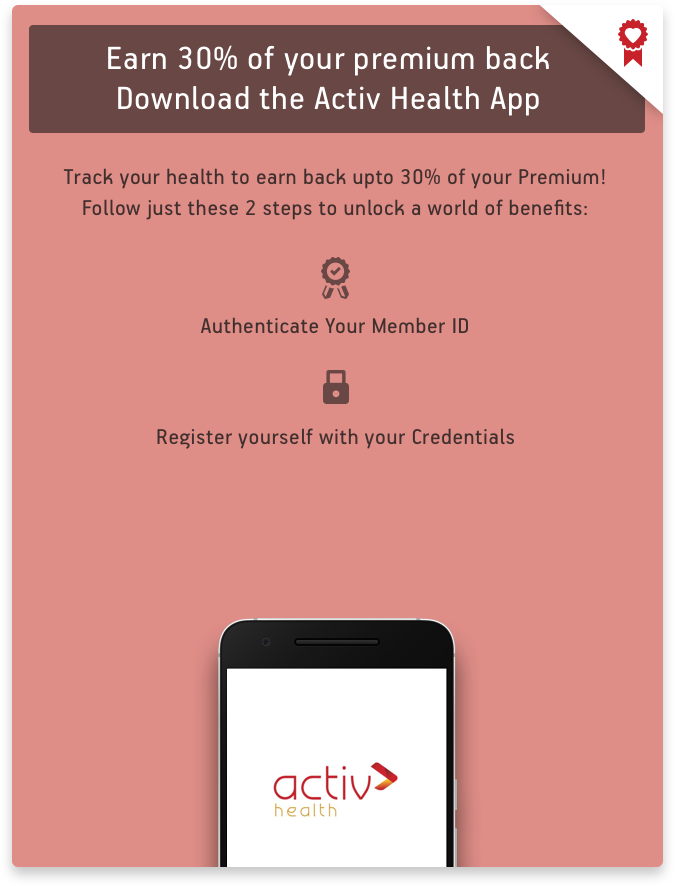 Earn 30% of your premium back
Download the Activ Health App
Track your health to earn back upto 30% of your Premium!
Follow just these 2 steps to unlock a world of benefits:
Authenticate Your Member ID
Register yourself with your Credentials
activ
health